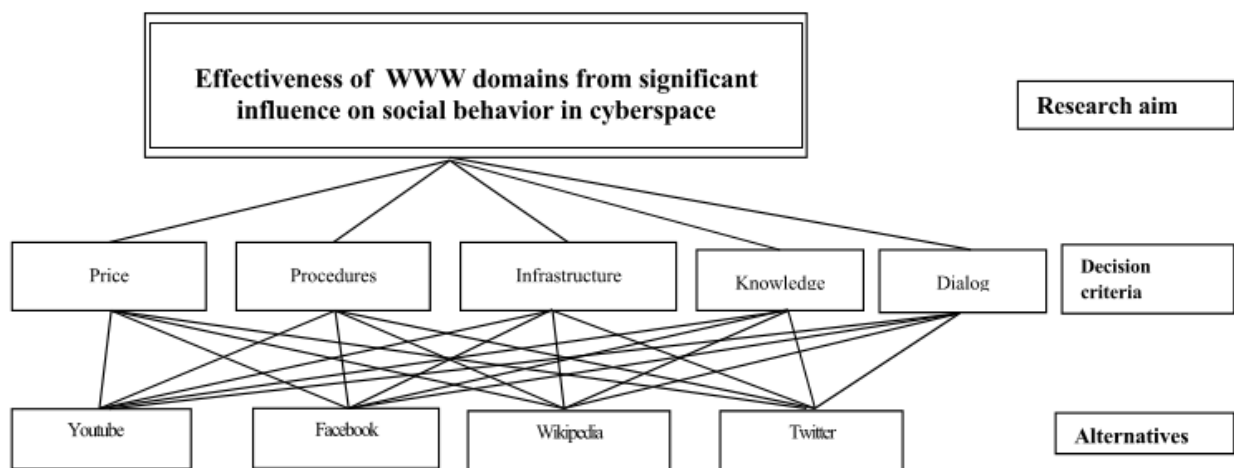 Effectiveness of WWW domains from significant
influence on social behavior in cyberspace
Research aim
Price
Procedures
Infrastructure
Knowledge
Dialog
Decision
criteria
Youtube
Facebook
Wikipedia
Twitter
Alternatives